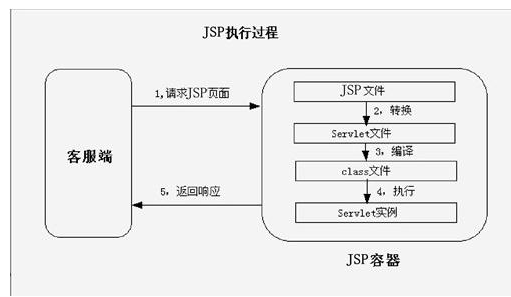 JSP执行过程
1,请求JSP页面
JSP文件
2，转换
Servlet文件
3，编译
客服端
class文件
4，执行
5，返回响应
Servlet实例
JSP容器